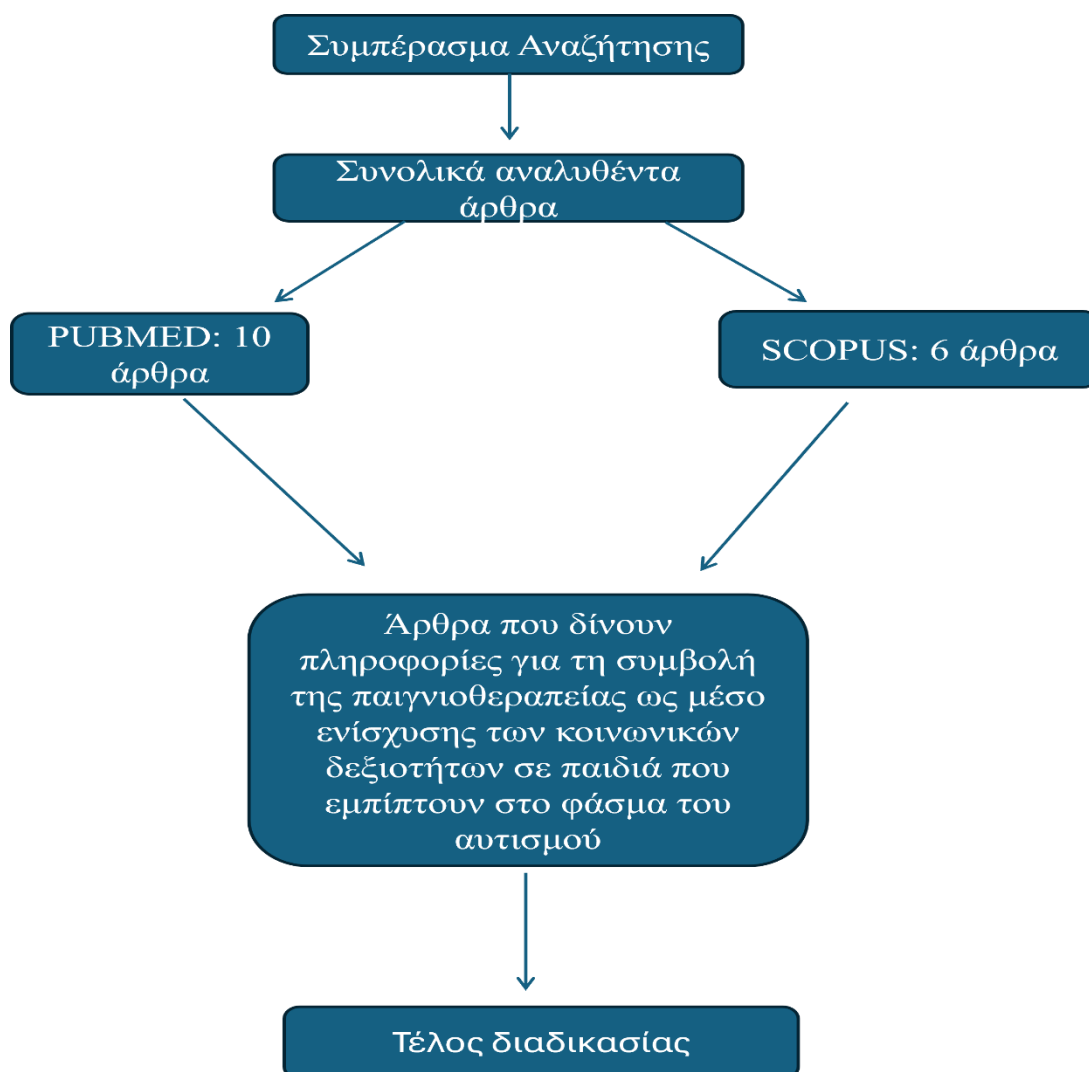 Συμπέρασμα Αναζήτησης
Συνολικά αναλυθέντα
άρθρα
PUBMED: 10
άρθρα
SCOPUS: 6 άρθρα
Άρθρα που δίνουν
πληροφορίες για τη συμβολή
της παιγνιοθεραπείας ως μέσο
ενίσχυσης των κοινωνικών
δεξιοτήτων σε παιδιά που
εμπίπτουν στο φάσμα του
αυτισμού
Τέλος διαδικασίας